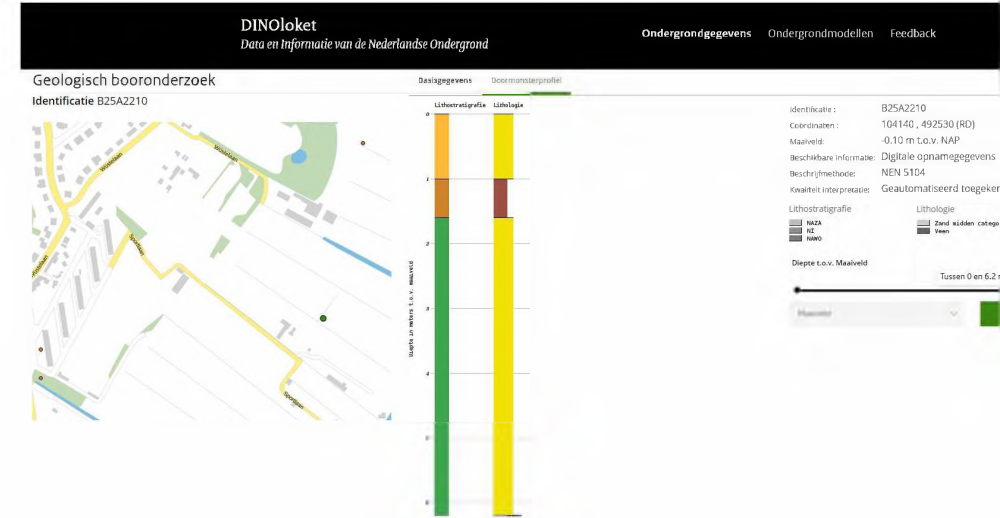 DINOloket
Data en Informatie van de Nederlandse Ondergrond
Ondergrondgegevens Ondergrondmodellen Feedback
Geologisch booronderzoek
Identificatie B25A2210
Basisgegevens Boormonsterprofiel
Lithostratigrafie Lithologie
0
1
2
3
4
5
6
Diepte in meters t.o.v. maaiveld
Sportlaan
Sportlaan
Identificatie : B25A2210
Coördinaten : 104140 , 492530 (RD)
Maaiveld: -0.10 m t.o.v. NAP
Beschikbare informatie: Digitale opnamegegevens
Beschrijfmethode: NEN 5104
Kwaliteit interpretatie: Geautomatiseerd toegeken
Lithostratigrafie
NAZA
NI
NAWO
Lithologie
Zand midden catego
Veen
Diepte t.o.v. Maaiveld
Tussen 0 en 6.2 m